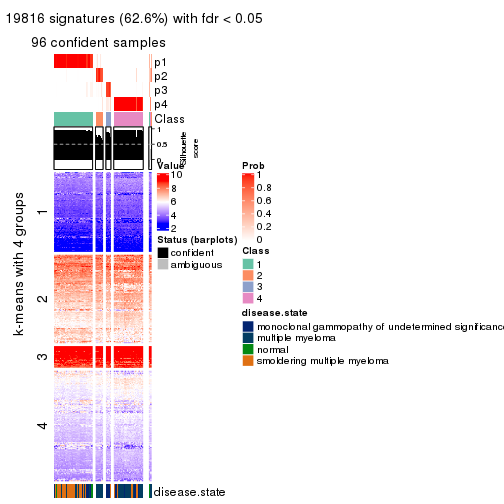 19816 signatures (62.6%) with fdr < 0.05
96 confident samples
p1
p2
p3
p4
Class
1
0.5
0
Silhouette
score
k-means with 4 groups
1
2
3
4
disease.state
Value
10
8
6
4
2
Status (barplots)
confident
ambiguous
Prob
1
0.8
0.6
0.4
0.2
0
Class
1
2
3
4
disease.state
monoclonal gammopathy of undetermined significance
multiple myeloma
normal
smoldering multiple myeloma